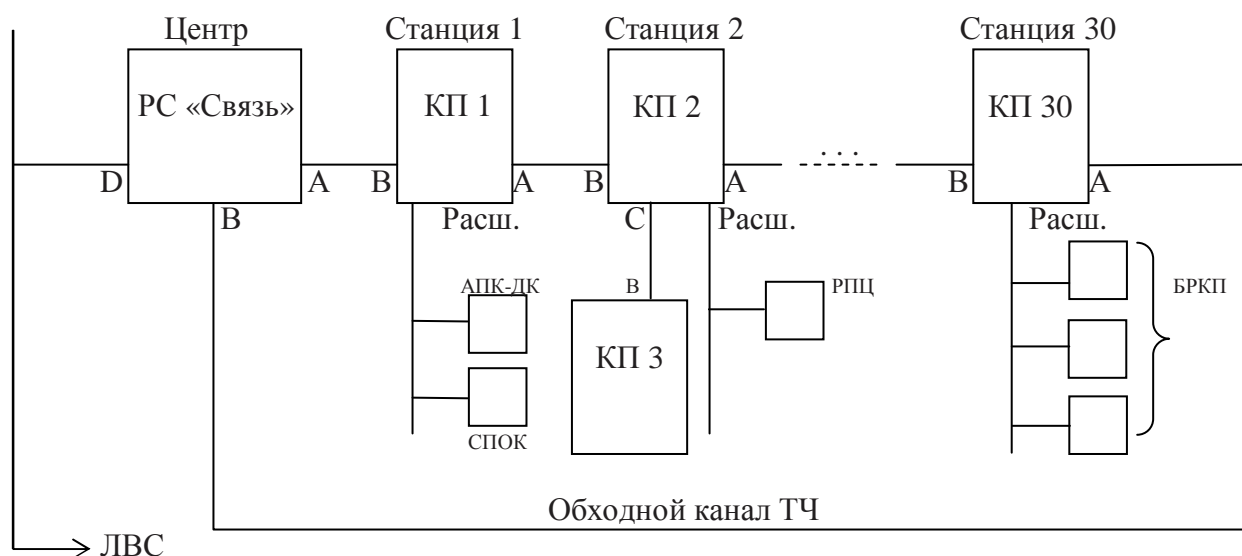 Центр
Станция 1
Станция 2
Станция 30
РС «Связь»
КП 1
КП 2
КП 30
. . .
D
A
B
A
B
A
B
A
B
Расш.
C
Расш.
Расш.
АПК-ДК
В
РПЦ
БРКП
КП 3
СПОК
Обходной канал ТЧ
ЛВС